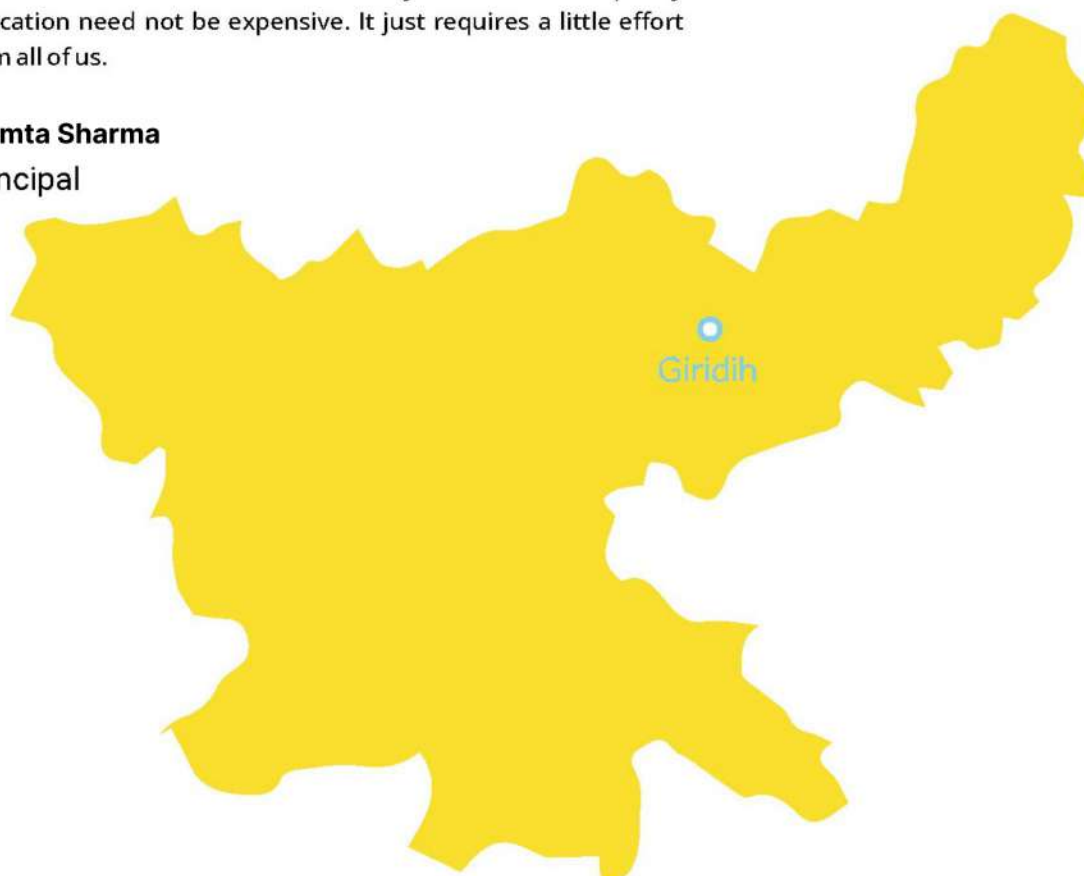 cation need not be expensive. It just requires a little effort
m all of us.
mta Sharma
ncipal
Giridih